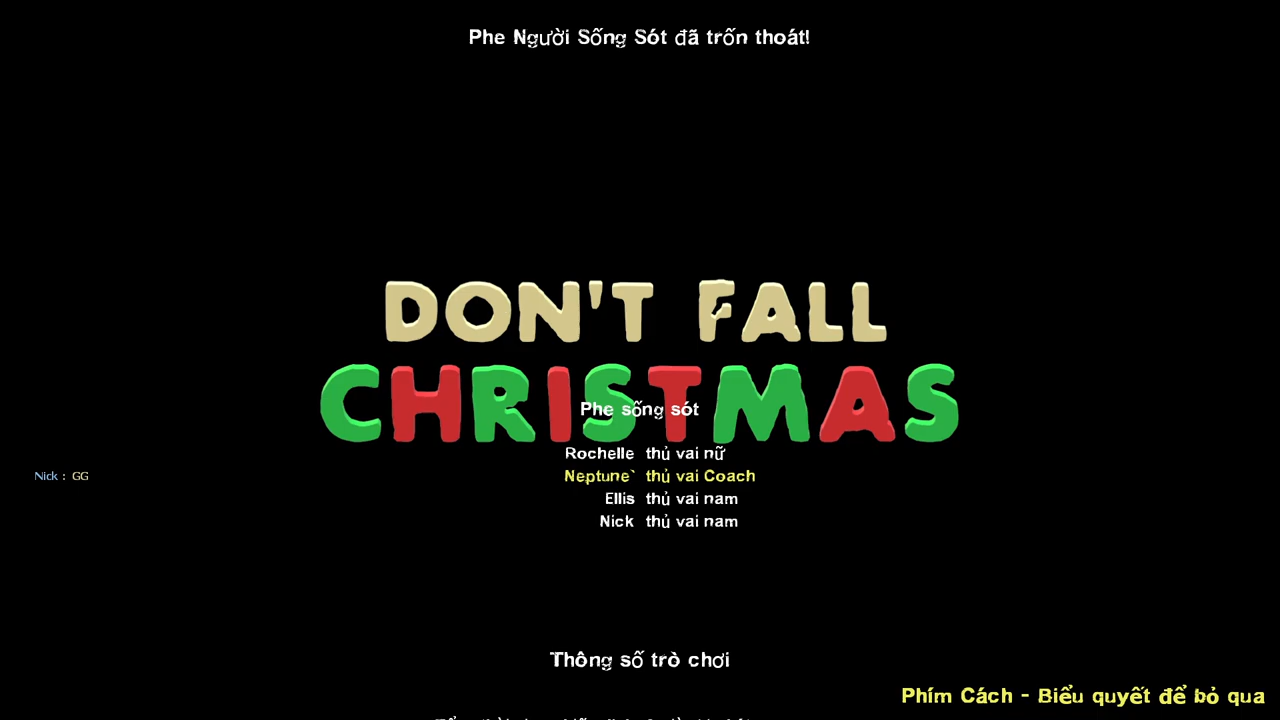 Phe Người Sống Sót đã trốn thoát!
DON'T FALL
CHRISTMAS
Phe sống sót
Rochelle thủ vai nữ
Neptune` thủ vai Coach
Nick : GG
Ellis thủ vai nam
Nick thủ vai nam
Thông số trò chơi
Phím Cách - Biểu quyết để bỏ qua